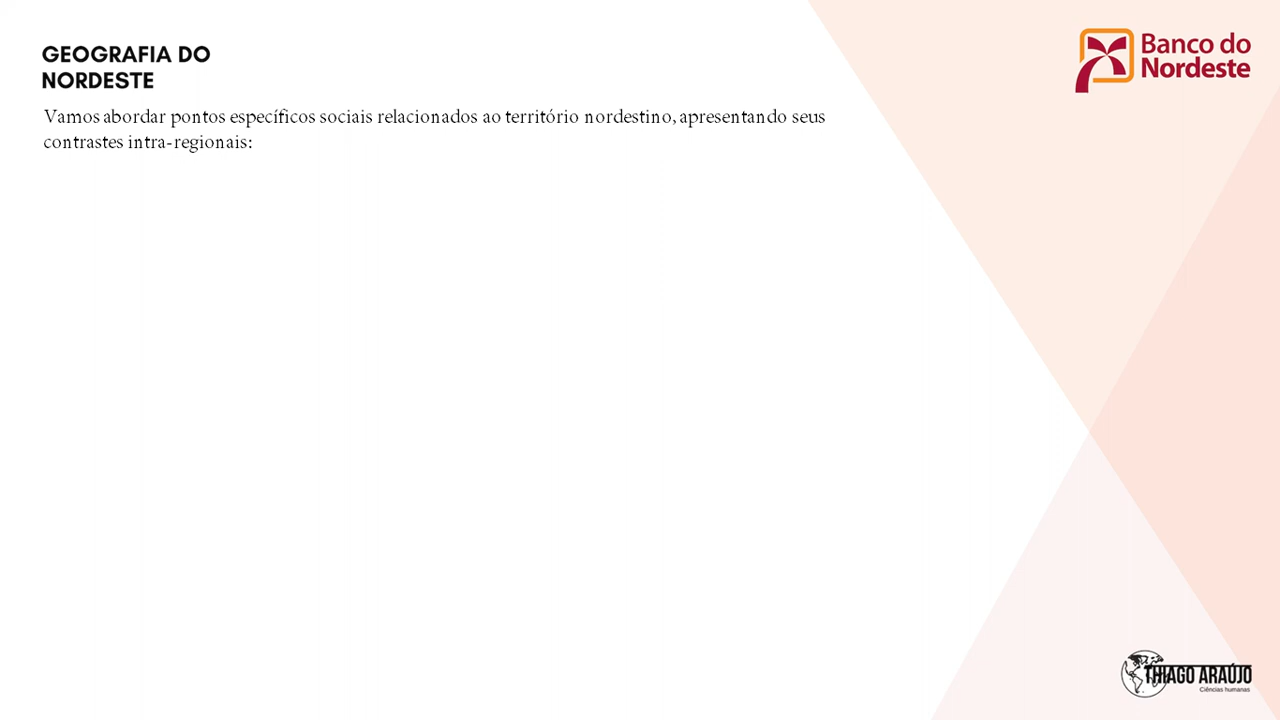 GEOGRAFIA DO
NORDESTE
Banco do
Nordeste
Vamos abordar pontos específicos sociais relacionados ao território nordestino, apresentando seus
contrastes intra-regionais:
THIAGO ARAÚJO
Ciências humanas